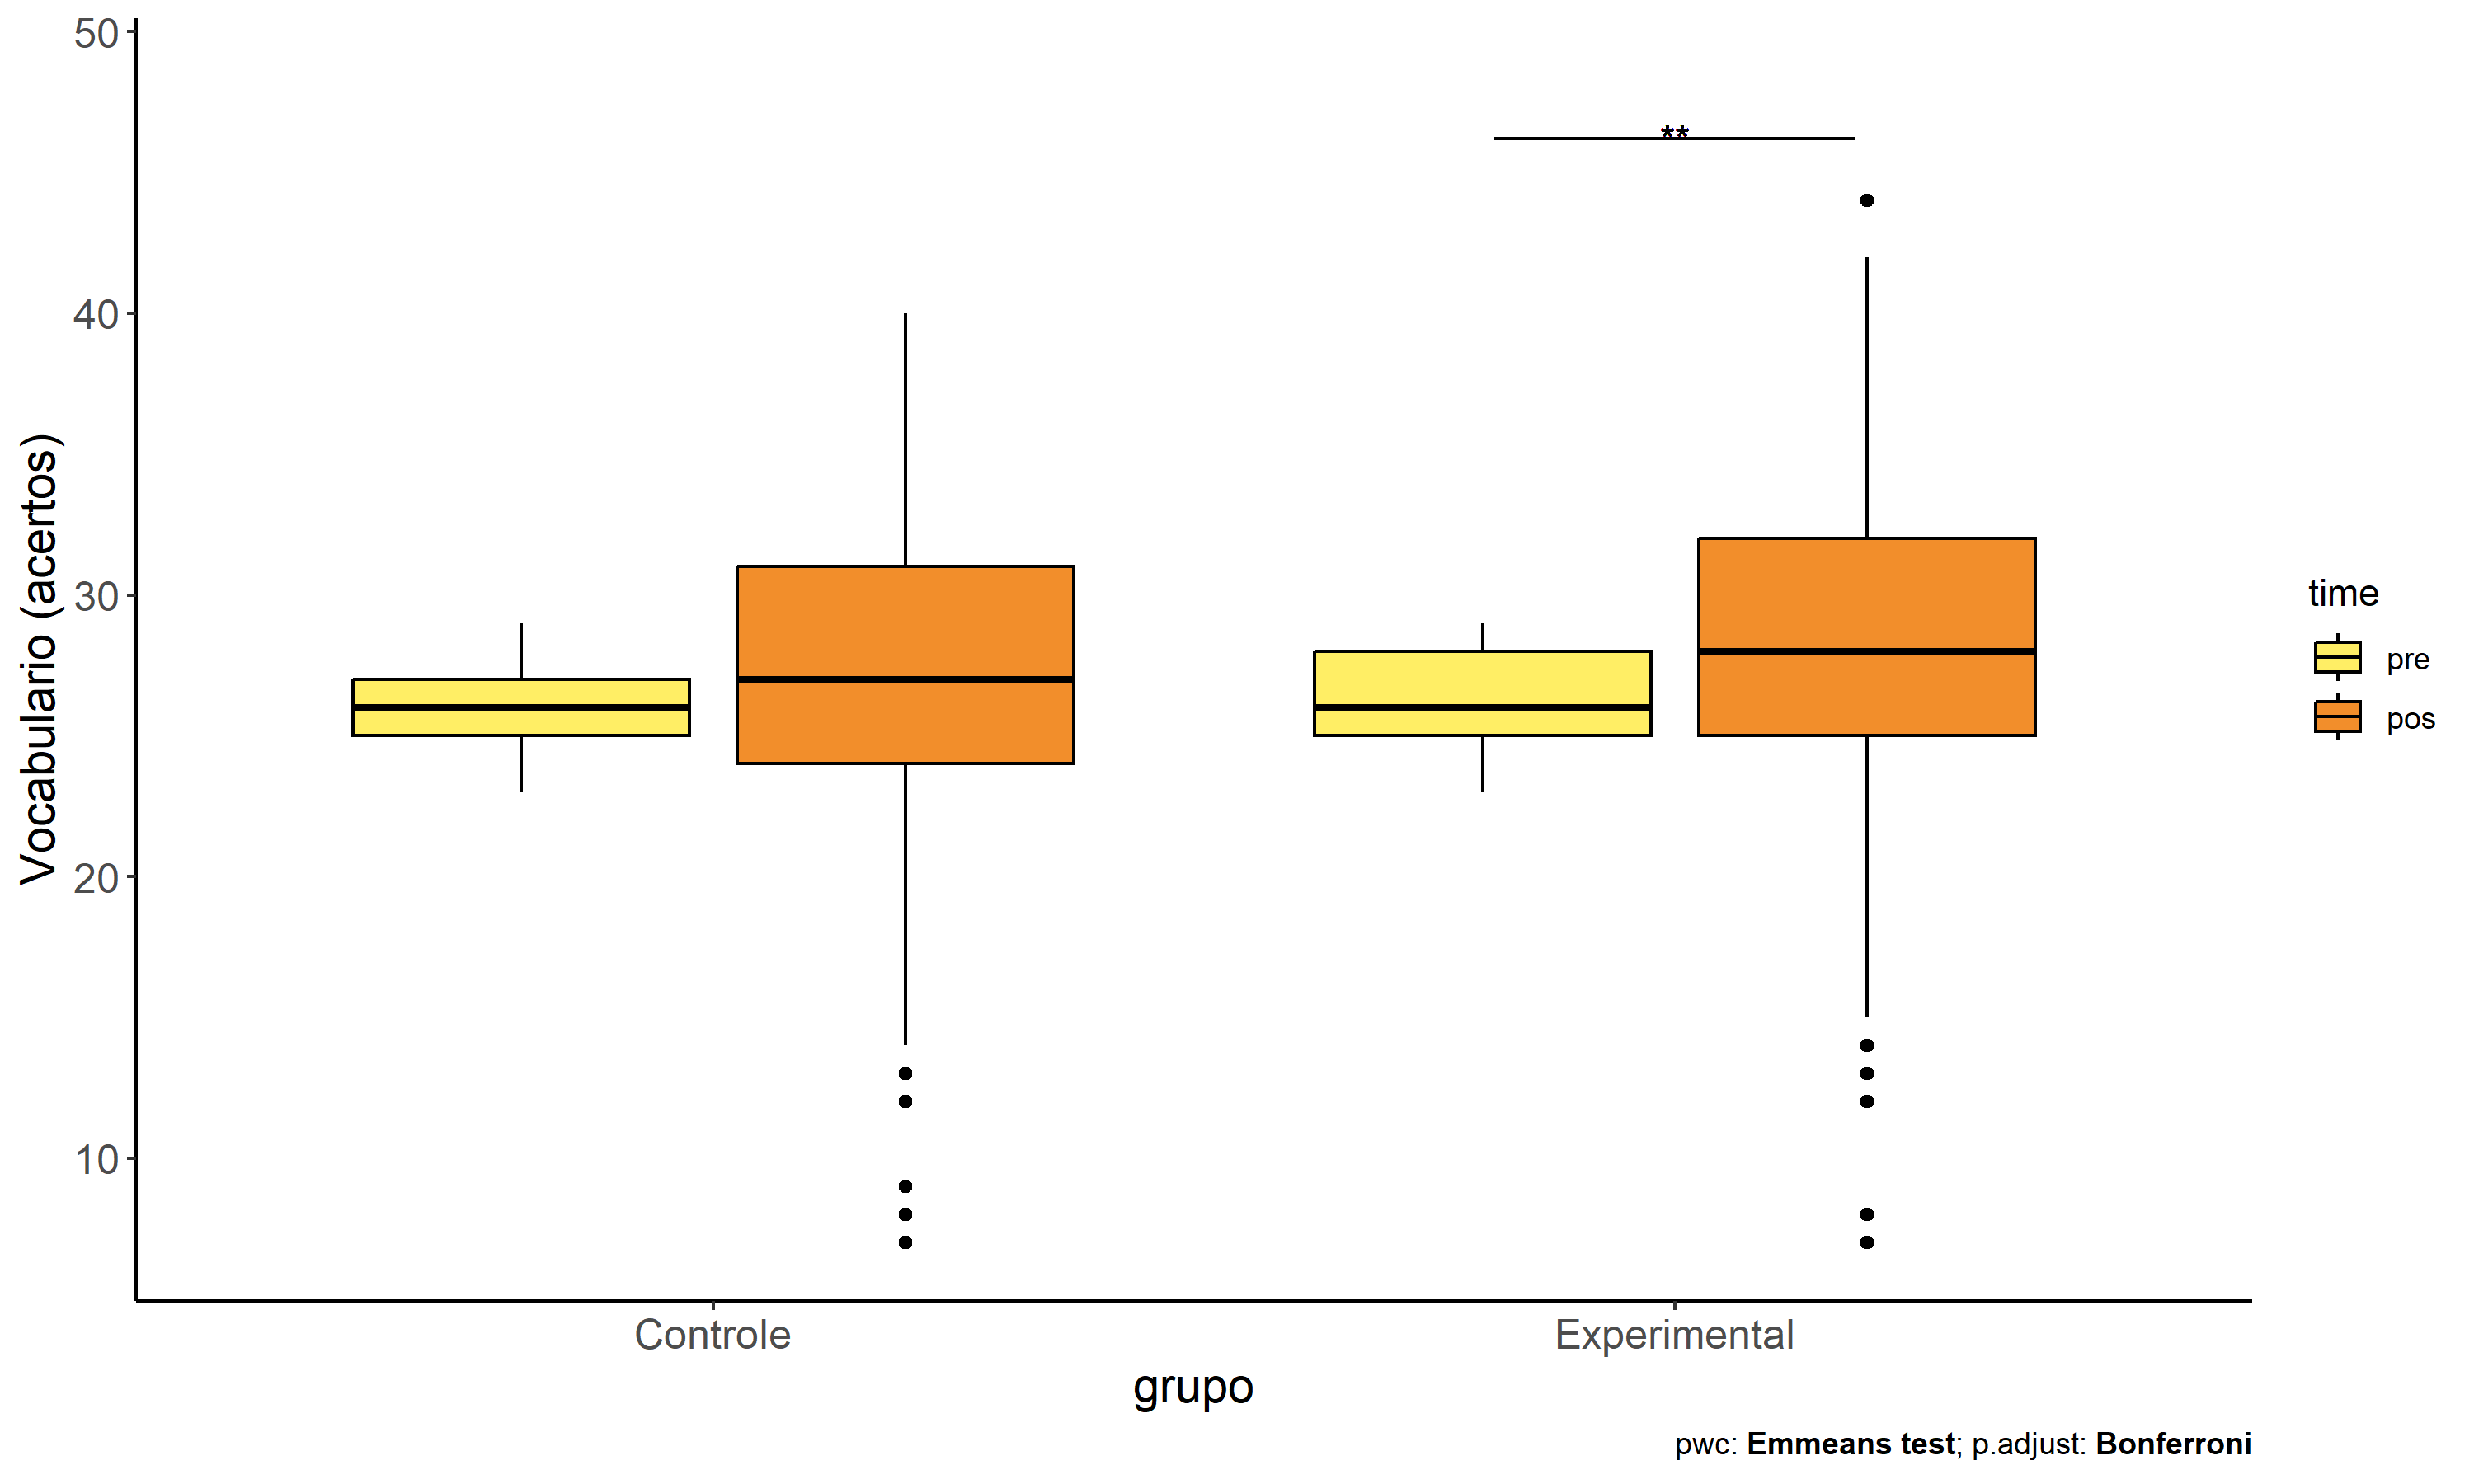 Vocabulario (acertos)
50
40
30
20
10
**
Controle
Experimental
grupo
time
pre
pos
pwc: Emmeans test; p.adjust: Bonferroni